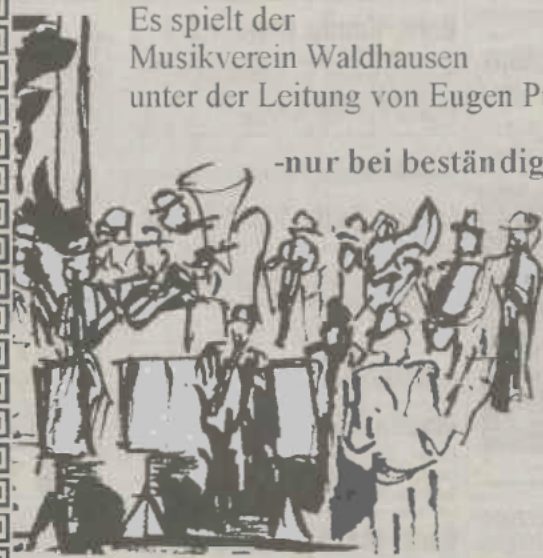 Es spielt der
Musikverein Waldhausen
unter der Leitung von Eugen P
-nur bei beständig